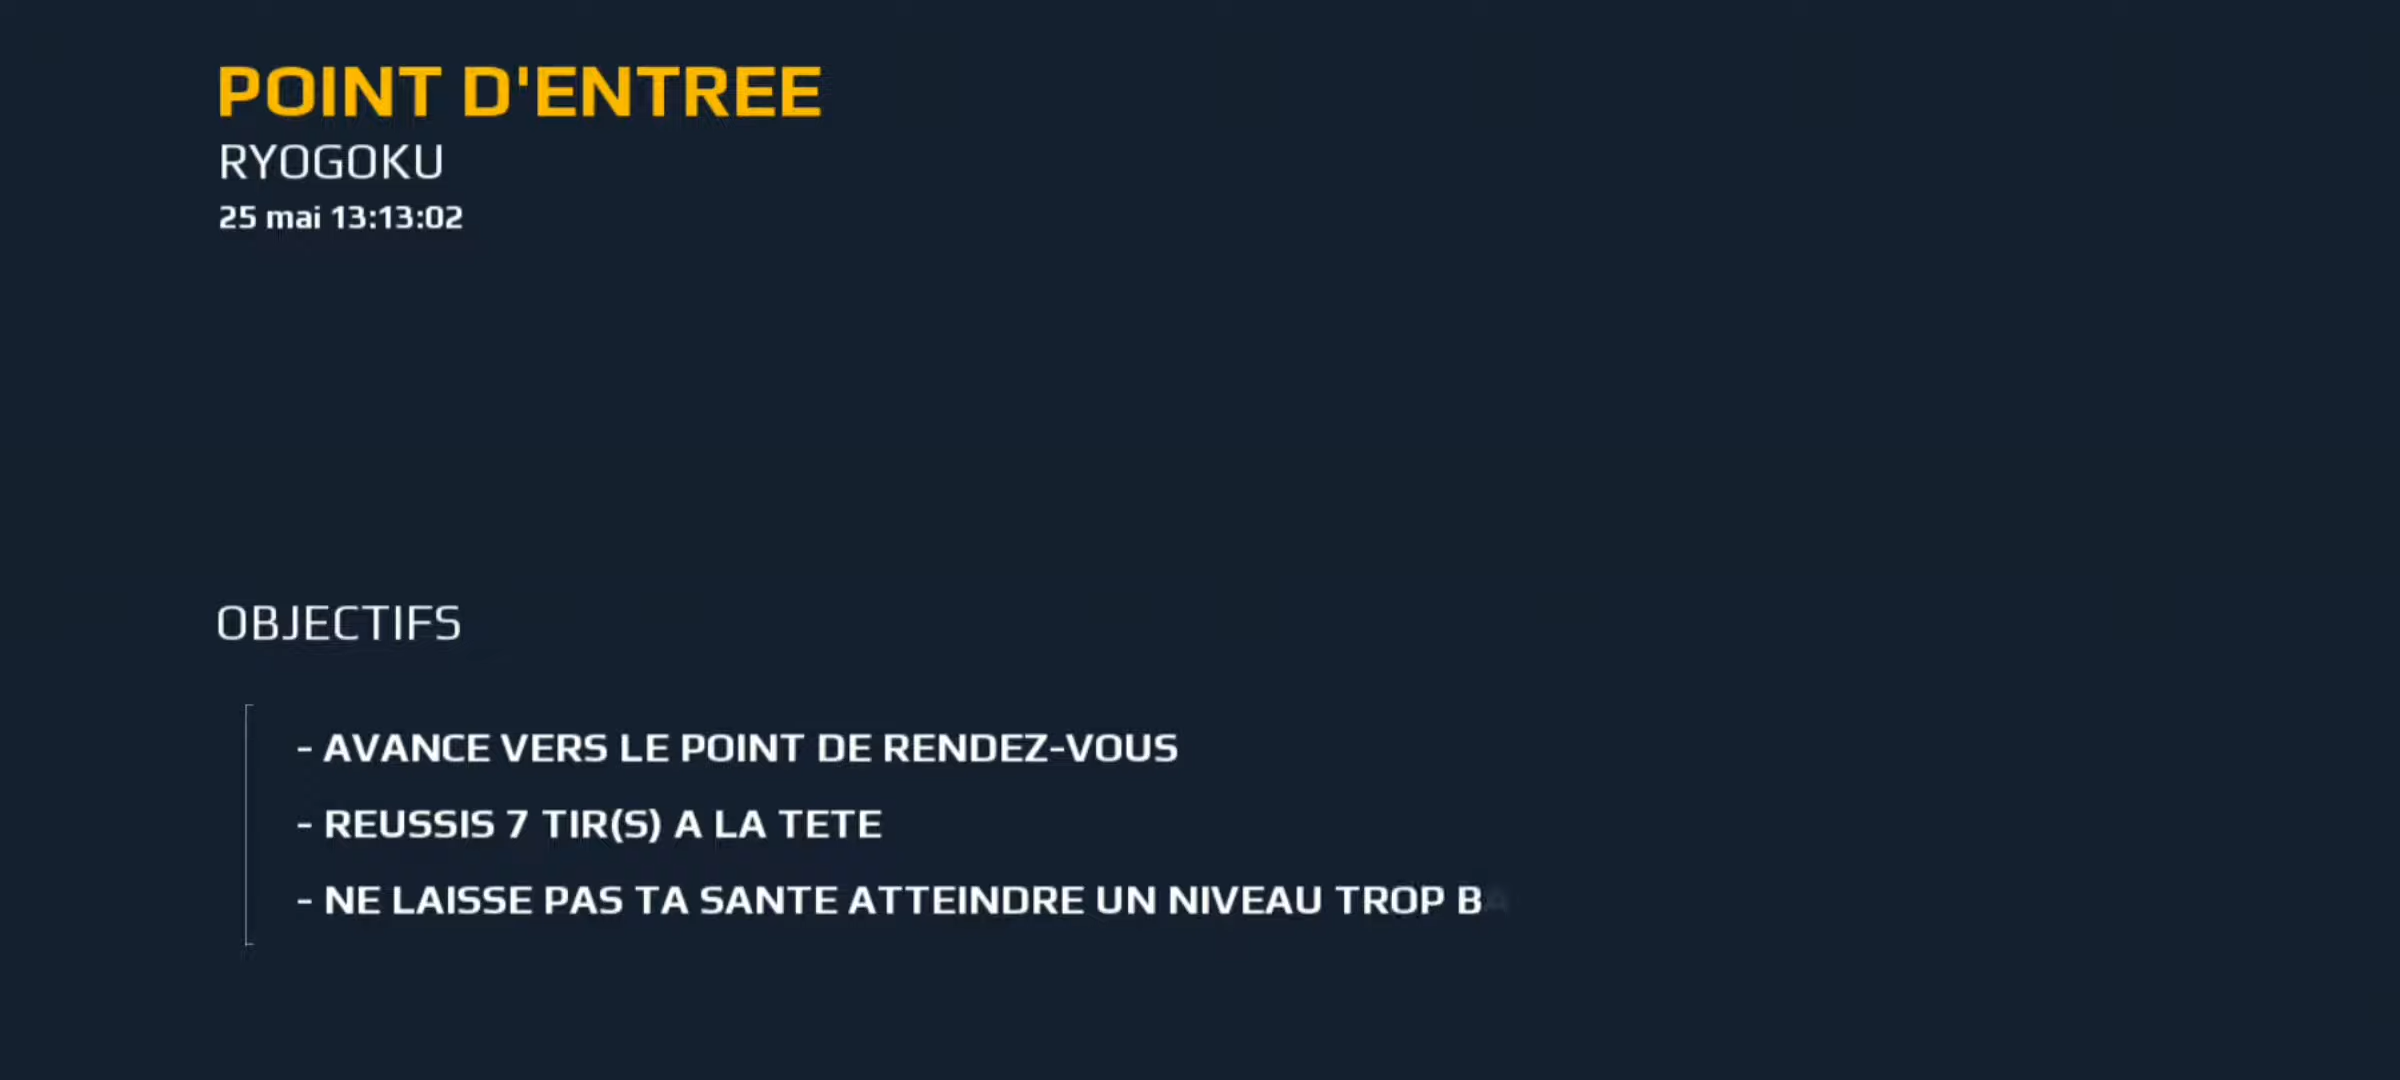 POINT D'ENTREE
RYOGOKU
25 mai 13:13:02
OBJECTIFS
- AVANCE VERS LE POINT DE RENDEZ-VOUS
- REUSSIS 7 TIR(S) A LA TETE
- NE LAISSE PAS TA SANTE ATTEINDRE UN NIVEAU TROP BA